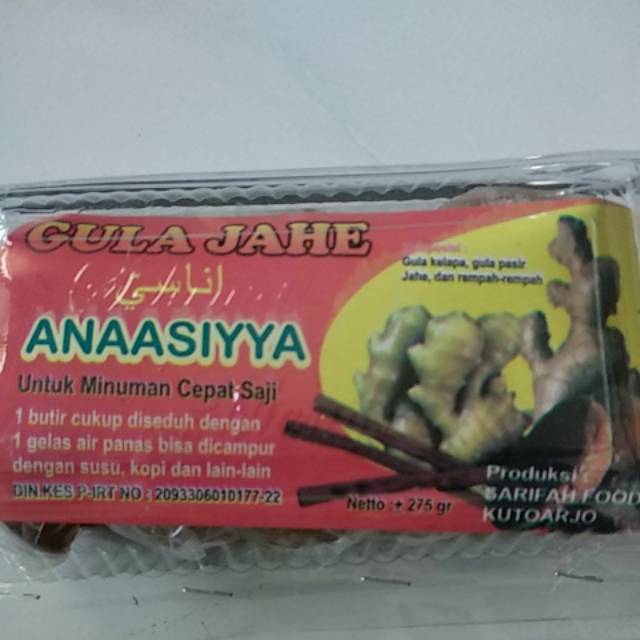 GULA JAHE
اناسي
ANAASIYYA
Untuk Minuman Cepat Saji
1 butir cukup diseduh dengan
1 gelas air panas bisa dicampur
dengan susu, kopi dan lain-lain
DIN.KES P-IRT NO : 2093306010177-22
Gula kelapa, gula pasir
Jahe, dan rempah-rempah
Netto :+ 275 gr
Produksi :
SARIFAH FOOD
KUTOARJO